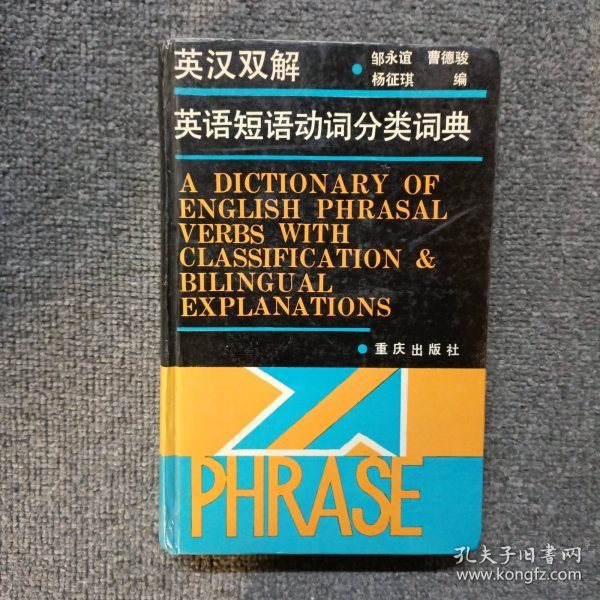 英汉双解
邹永谊 曹德骏
杨征琪 编
英语短语动词分类词典
A DICTIONARY OF
ENGLISH PHRASAL
VERBS WITH
CLASSIFICATION &
BILINGUAL
EXPLANATIONS
重庆出版社
PHRASE
孔夫子旧书网
www.kongfz.com